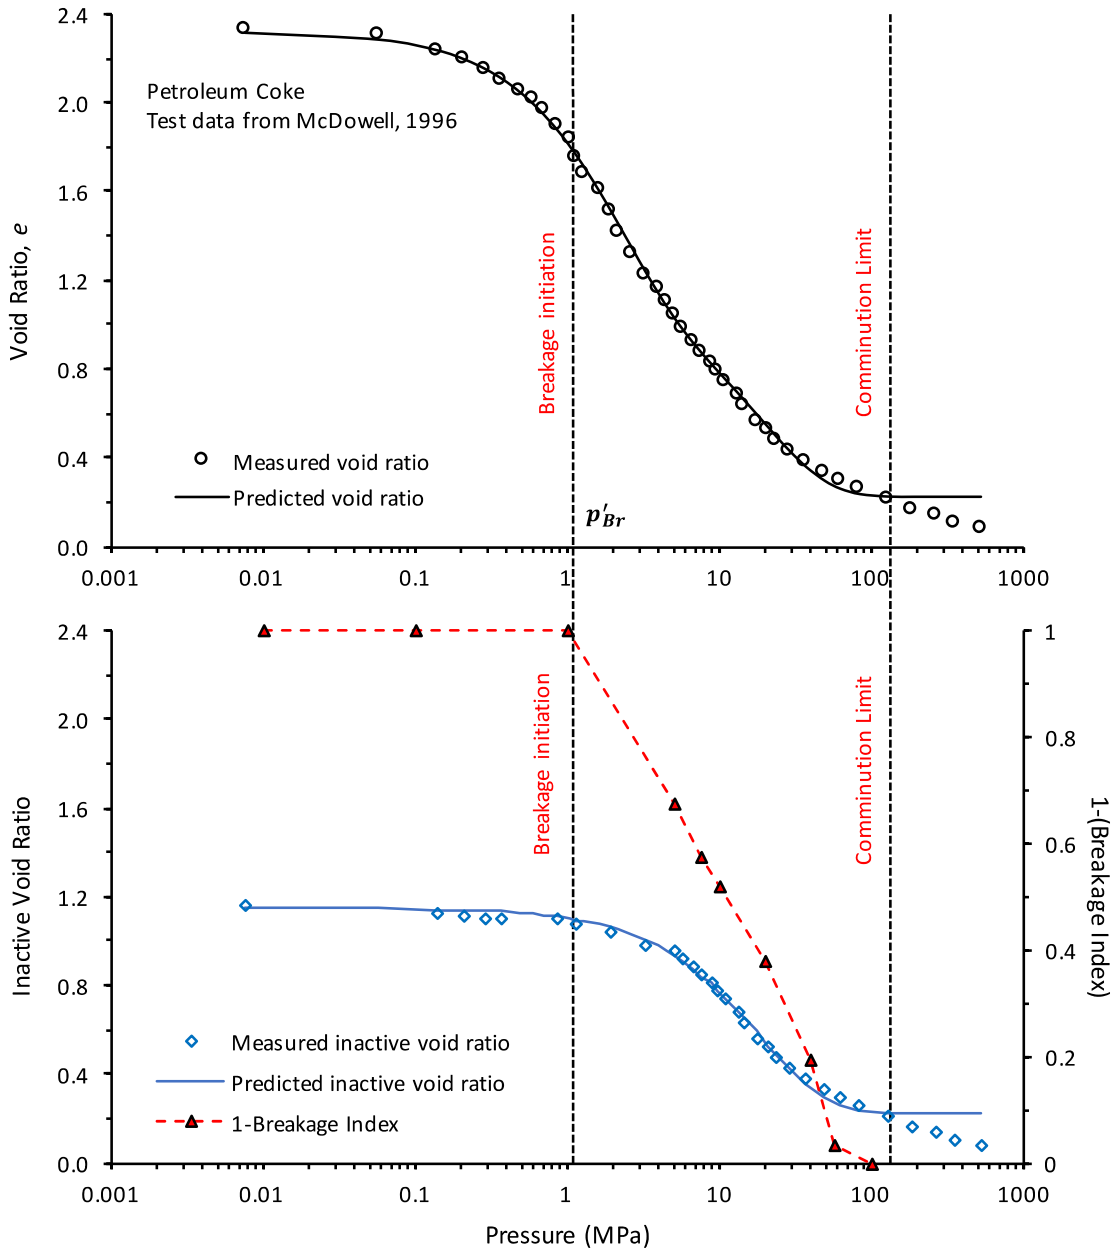 2.4
2.0
1.6
1.2
0.8
0.4
0.0
Void Ratio, e
Petroleum Coke
Test data from McDowell, 1996
Breakage initiation
Comminution Limit
Measured void ratio
Predicted void ratio
p′Br
0.001 0.01 0.1 1 10 100 1000
2.4
2.0
1.6
1.2
0.8
0.4
0.0
Inactive Void Ratio
Breakage initiation
Comminution Limit
Measured inactive void ratio
Predicted inactive void ratio
1-Breakage Index
1
0.8
0.6
0.4
0.2
0
1-(Breakage Index)
0.001 0.01 0.1 1 10 100 1000
Pressure (MPa)